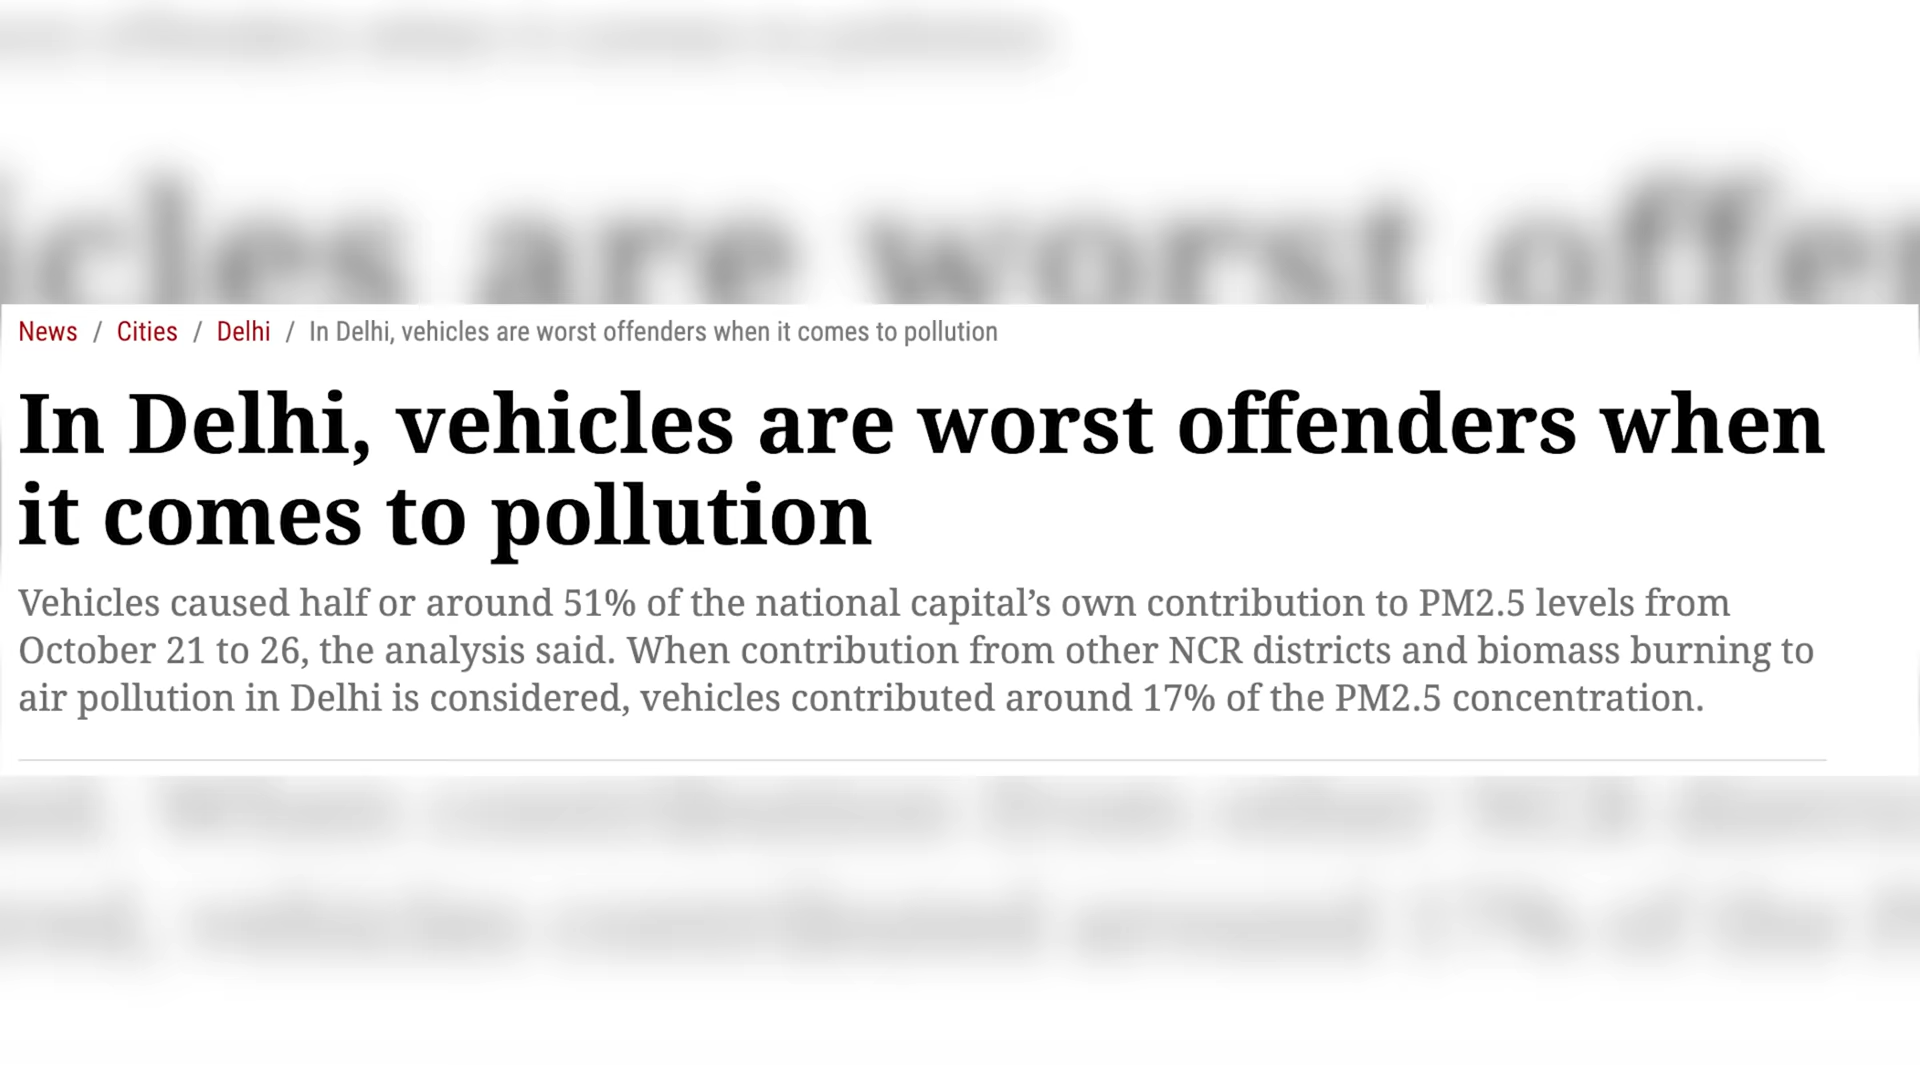 News / Cities / Delhi / In Delhi, vehicles are worst offenders when it comes to pollution
In Delhi, vehicles are worst offenders when
it comes to pollution
Vehicles caused half or around 51% of the national capital’s own contribution to PM2.5 levels from
October 21 to 26, the analysis said. When contribution from other NCR districts and biomass burning to
air pollution in Delhi is considered, vehicles contributed around 17% of the PM2.5 concentration.